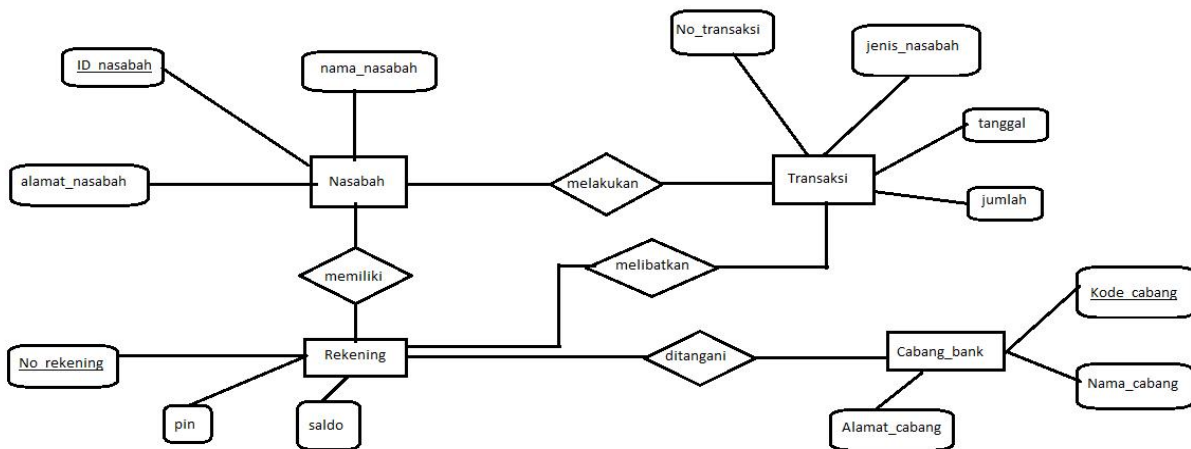 No_transaksi
jenis_nasabah
ID_nasabah
nama_nasabah
tanggal
alamat_nasabah
Nasabah
melakukan
Transaksi
jumlah
memiliki
melibatkan
Kode_cabang
No_rekening
Rekening
ditangani
Cabang_bank
Nama_cabang
pin
saldo
Alamat_cabang